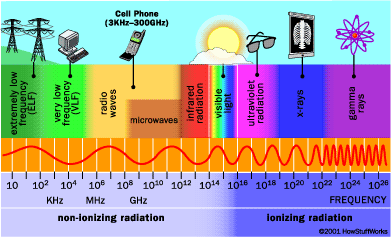 Cell Phone
(3KHz–300GHz)
extremely low
frequency (ELF)
very low
frequency (VLF)
radio
waves
microwaves
infrared
radiation
visible
light
ultraviolet
radiation
x-rays
gamma
rays
10² 10⁴ 10⁶ 10⁸ 10¹⁰ 10¹² 10¹⁴ 10¹⁶ 10¹⁸ 10²⁰ 10²² 10²⁴ 10²⁶
KHz MHz GHz FREQUENCY
non-ionizing radiation ionizing radiation
©2001 HowStuffWorks